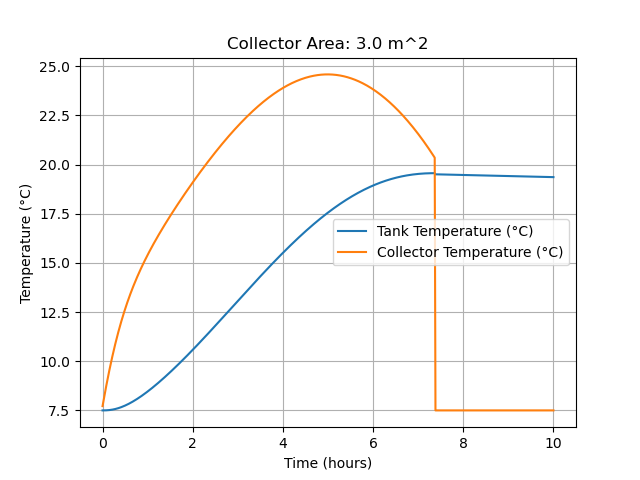 Collector Area: 3.0 m^2
25.0
22.5
20.0
17.5
15.0
12.5
10.0
7.5
Temperature (°C)
Tank Temperature (°C)
Collector Temperature (°C)
0 2 4 6 8 10
Time (hours)